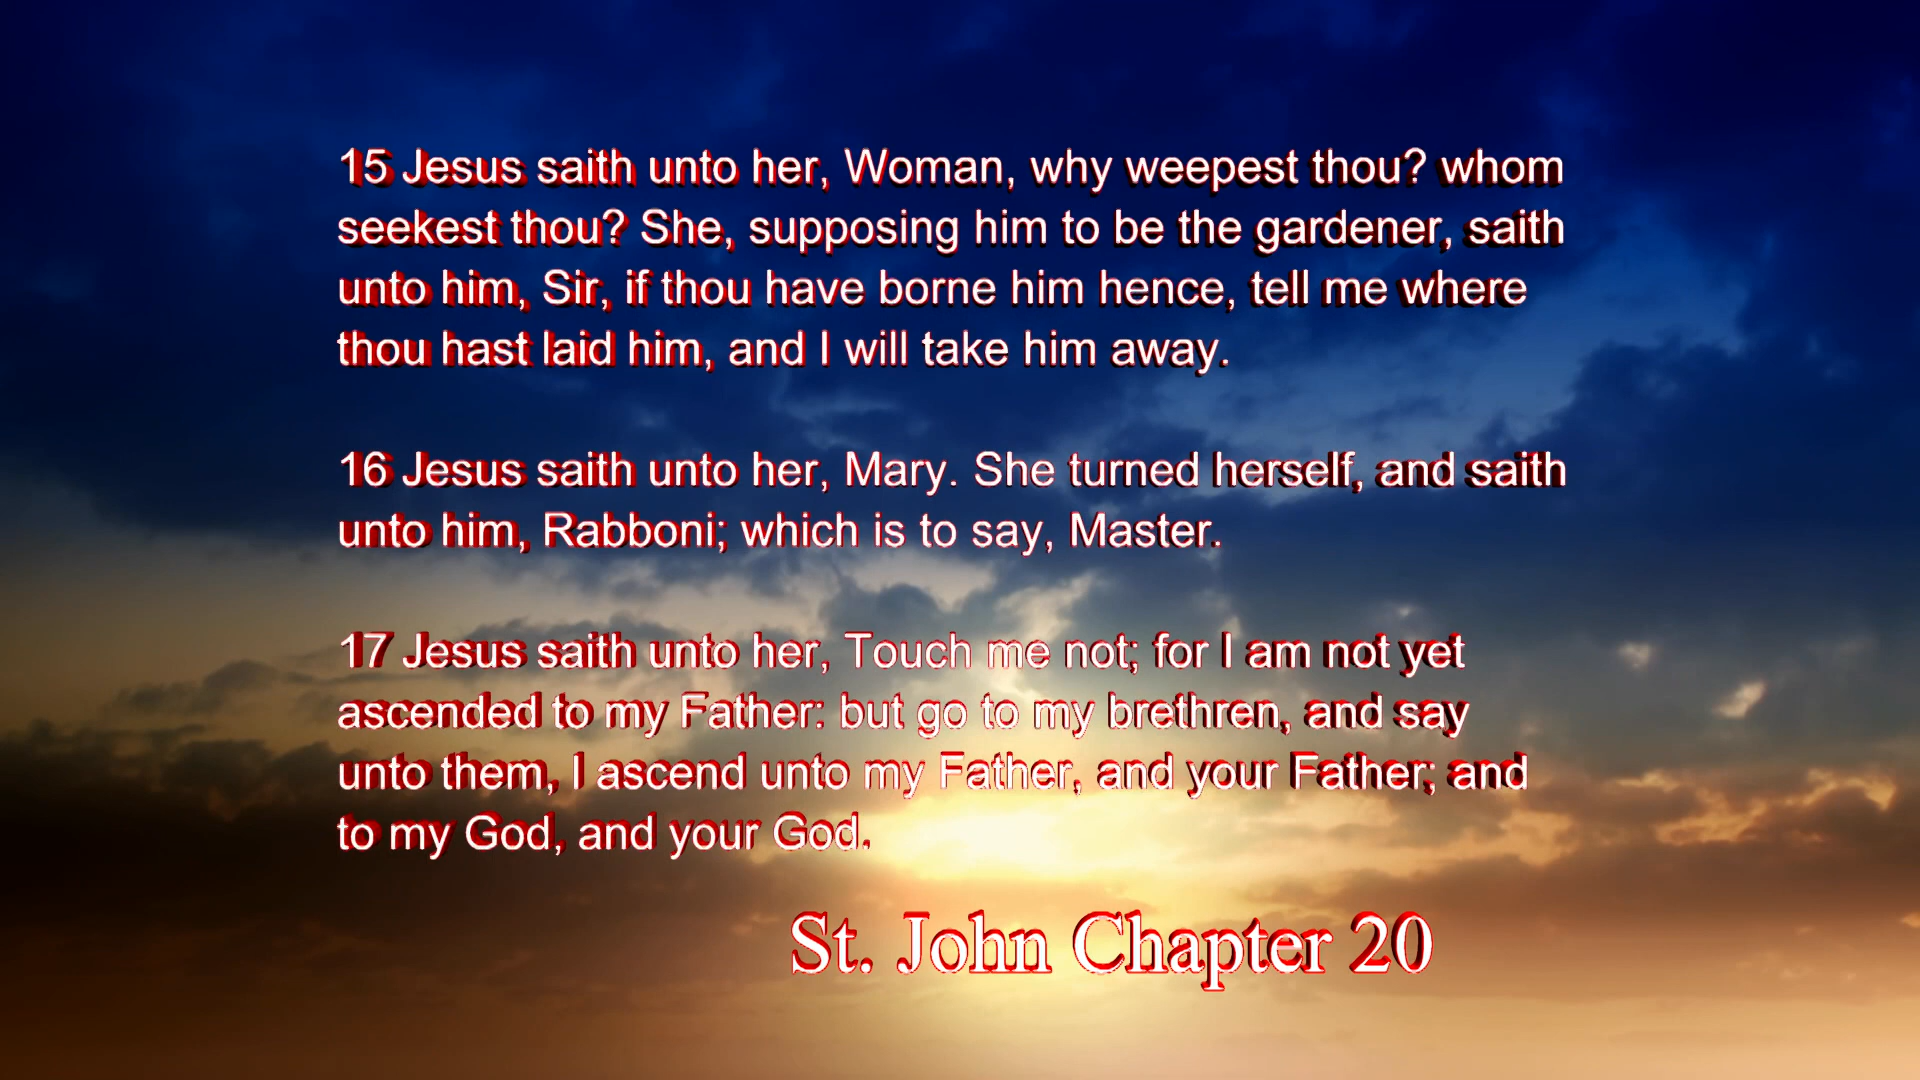 15 Jesus saith unto her, Woman, why weepest thou? whom
seekest thou? She, supposing him to be the gardener, saith
unto him, Sir, if thou have borne him hence, tell me where
thou hast laid him, and I will take him away.
16 Jesus saith unto her, Mary. She turned herself, and saith
unto him, Rabboni; which is to say, Master.
17 Jesus saith unto her, Touch me not; for I am not yet
ascended to my Father: but go to my brethren, and say
unto them, I ascend unto my Father, and your Father; and
to my God, and your God.
St. John Chapter 20